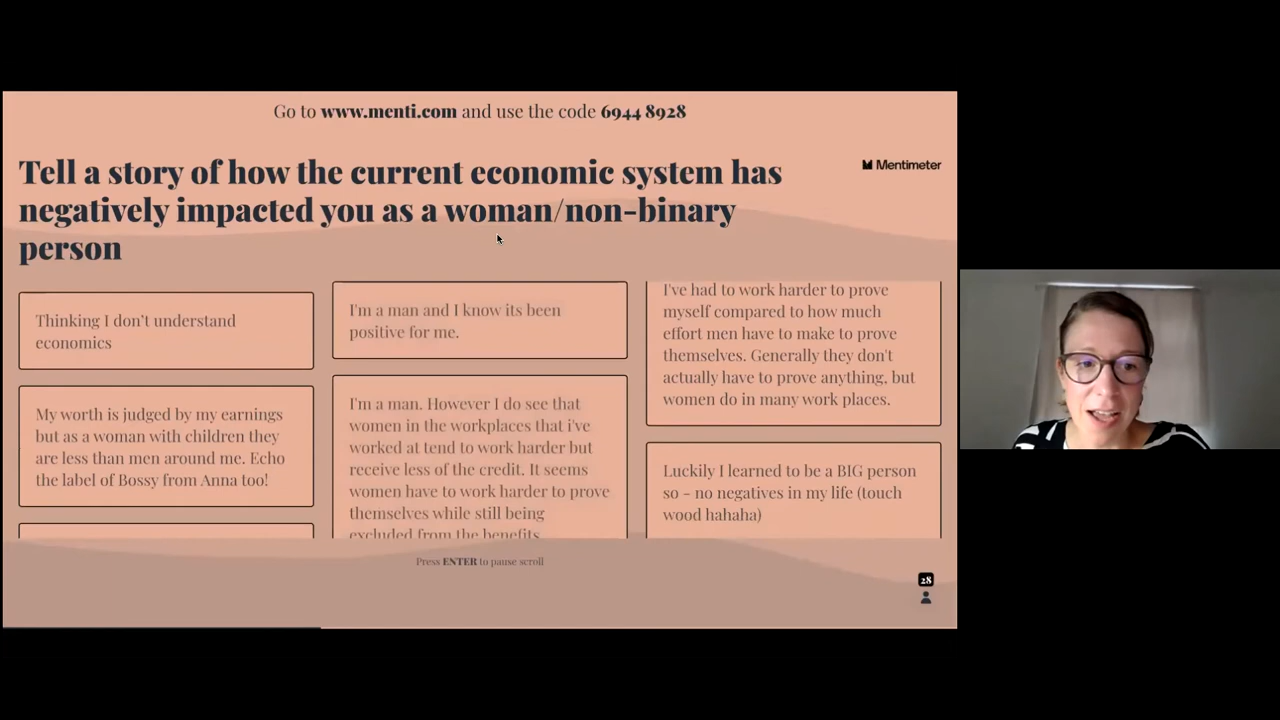 Go to www.menti.com and use the code 6944 8928
Tell a story of how the current economic system has
negatively impacted you as a woman/non-binary
person
Mentimeter
Thinking I don't understand
economics
My worth is judged by my earnings
but as a woman with children they
are less than men around me. Echo
the label of Bossy from Anna too!
I'm a man and I know its been
positive for me.
I'm a man. However I do see that
women in the workplaces that i've
worked at tend to work harder but
receive less of the credit. It seems
women have to work harder to prove
themselves while still being
excluded from the benefits
I've had to work harder to prove
myself compared to how much
effort men have to make to prove
themselves. Generally they don't
actually have to prove anything, but
women do in many work places.
Luckily I learned to be a BIG person
so - no negatives in my life (touch
wood hahaha)
Press ENTER to pause scroll
28